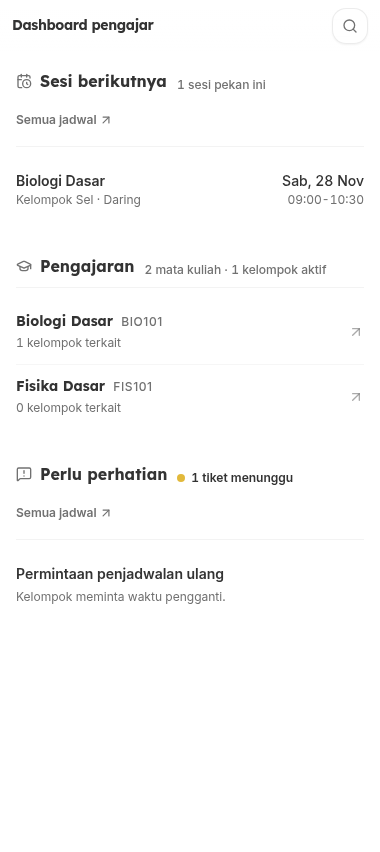 Dashboard pengajar
Sesi berikutnya 1 sesi pekan ini
Semua jadwal
Biologi Dasar Sab, 28 Nov
Kelompok Sel · Daring 09:00-10:30
Pengajaran 2 mata kuliah · 1 kelompok aktif
Biologi Dasar BIO101
1 kelompok terkait
Fisika Dasar FIS101
0 kelompok terkait
Perlu perhatian 1 tiket menunggu
Semua jadwal
Permintaan penjadwalan ulang
Kelompok meminta waktu pengganti.